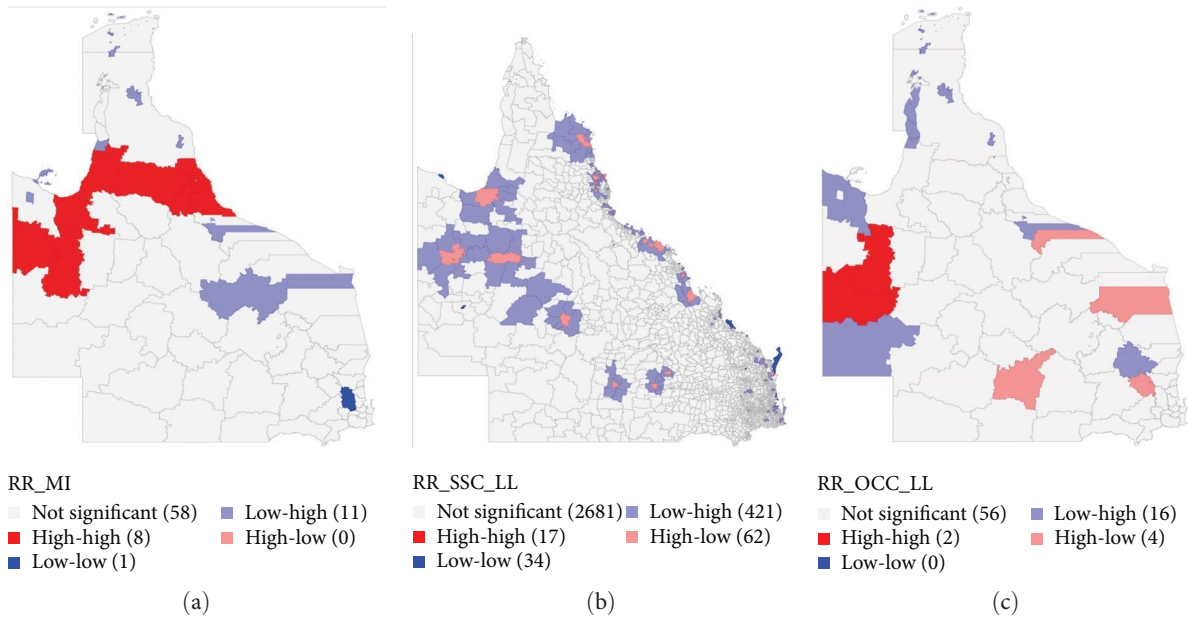 RR_MI
Not significant (58) Low-high (11)
High-high (8) High-low (0)
Low-low (1)
(a)
RR_SSC_LL
Not significant (2681) Low-high (421)
High-high (17) High-low (62)
Low-low (34)
(b)
RR_OCC_LL
Not significant (56) Low-high (16)
High-high (2) High-low (4)
Low-low (0)
(c)